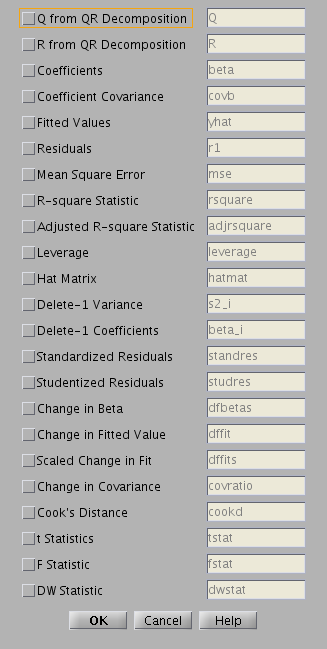 Q from QR Decomposition Q
R from QR Decomposition R
Coefficients beta
Coefficient Covariance covb
Fitted Values yhat
Residuals r1
Mean Square Error mse
R-square Statistic rsquare
Adjusted R-square Statistic adjrsquare
Leverage leverage
Hat Matrix hatmat
Delete-1 Variance s2_i
Delete-1 Coefficients beta_i
Standardized Residuals standres
Studentized Residuals studres
Change in Beta dfbetas
Change in Fitted Value dffit
Scaled Change in Fit dffits
Change in Covariance covratio
Cook's Distance cookd
t Statistics tstat
F Statistic fstat
DW Statistic dwstat
OK Cancel Help